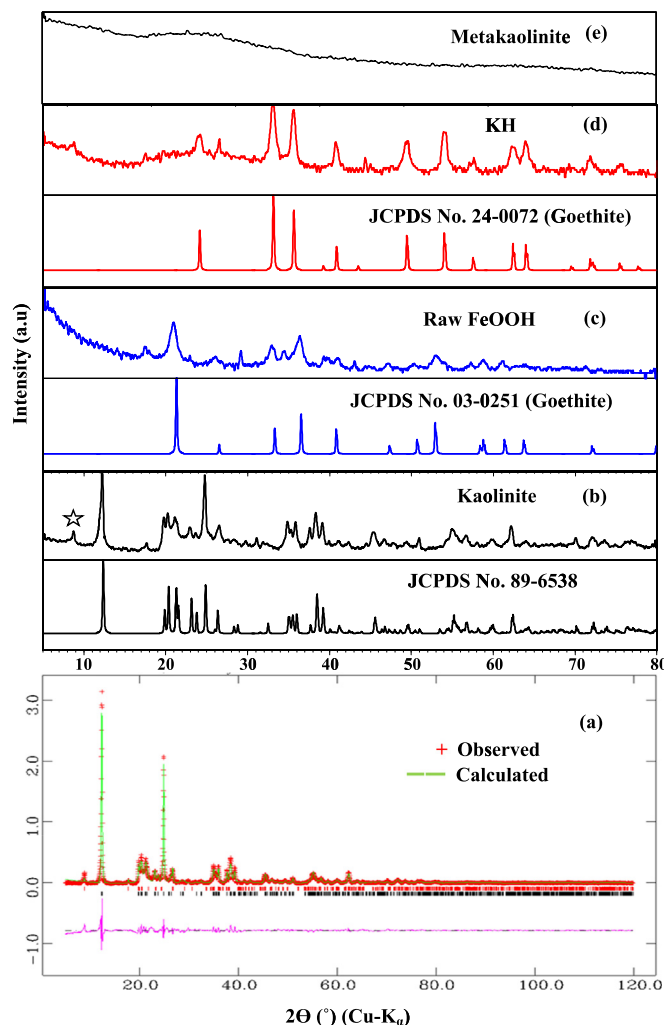 Metakaolinite (e)
KH (d)
JCPDS No. 24-0072 (Goethite)
Raw FeOOH (c)
JCPDS No. 03-0251 (Goethite)
Kaolinite (b)
JCPDS No. 89-6538
Intensity (a.u)
10 20 30 40 50 60 70 80
(a)
Observed
Calculated
3.0
2.0
1.0
0.0
-1.0
20.0 40.0 60.0 80.0 100.0 120.0
2ϴ (°) (Cu-Kα)